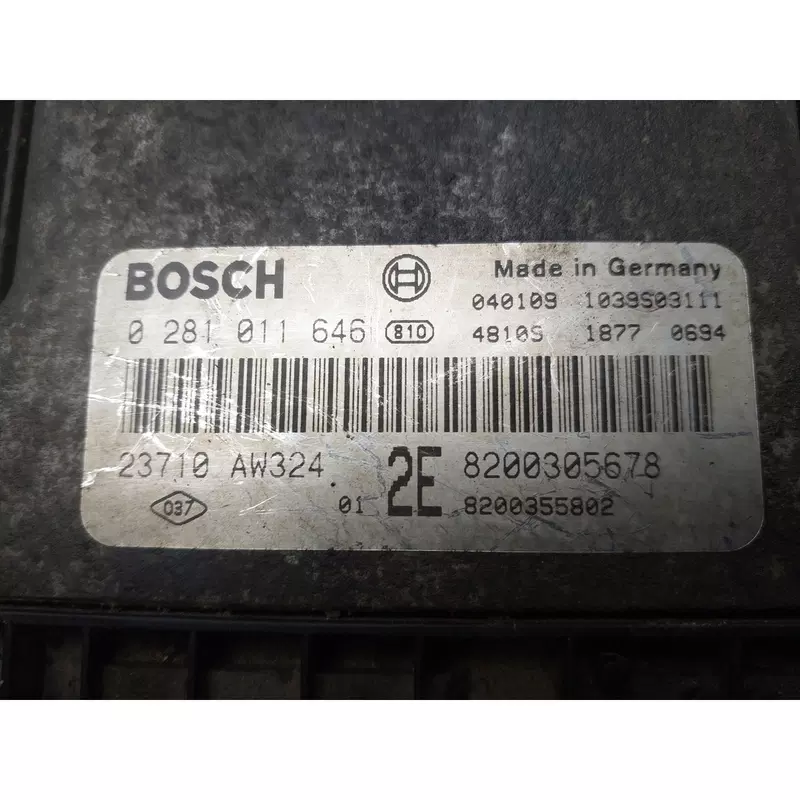 BOSCH Made in Germany
040109 1039S03111
0 281 011 646 810 4810S 1877 0694
23710 AW324 2E 8200305678
037 01 8200355802